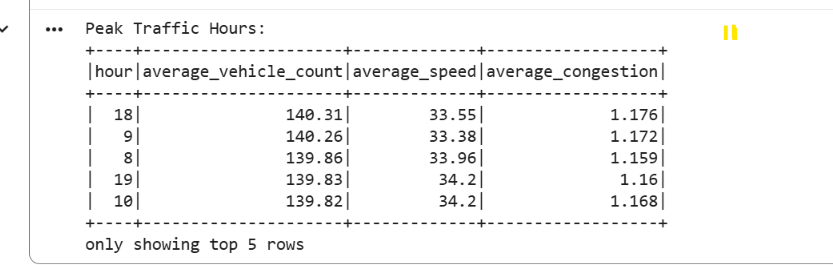 Peak Traffic Hours:
+----+---------------------+-------------+------------------+
|hour|average_vehicle_count|average_speed|average_congestion|
+----+---------------------+-------------+------------------+
|  18|               140.31|        33.55|             1.176|
|   9|               140.26|        33.38|             1.172|
|   8|               139.86|        33.96|             1.159|
|  19|               139.83|         34.2|              1.16|
|  10|               139.82|         34.2|             1.168|
+----+---------------------+-------------+------------------+
only showing top 5 rows